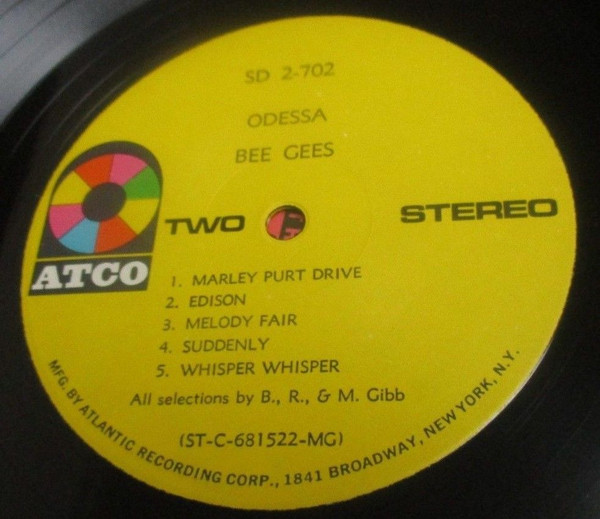 SD 2-702
ODESSA
BEE GEES
TWO
STEREO
ATCO
1. MARLEY PURT DRIVE
2. EDISON
3. MELODY FAIR
4. SUDDENLY
5. WHISPER WHISPER
All selections by B., R., & M. Gibb
(ST-C-681522-MG)
MFG. BY ATLANTIC RECORDING CORP., 1841 BROADWAY, NEW YORK, N.Y.